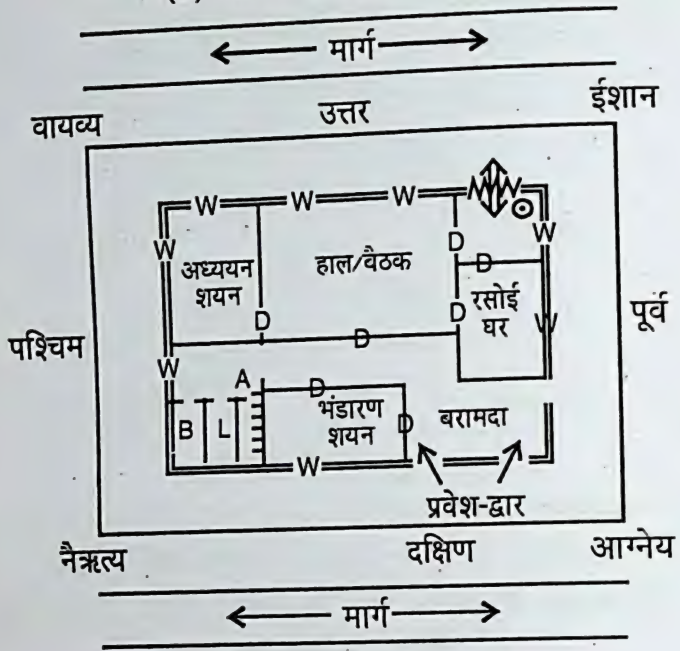 मार्ग
उत्तर
ईशान
वायव्य
W W W
W W
अध्ययन
शयन
हाल/बैठक
D
D
रसोई
घर
D
D
W
पश्चिम
पूर्व
W
A
D
भंडारण
शयन
D
बरामदा
B L
W
प्रवेश-द्वार
नैऋत्य
दक्षिण
आग्नेय
मार्ग